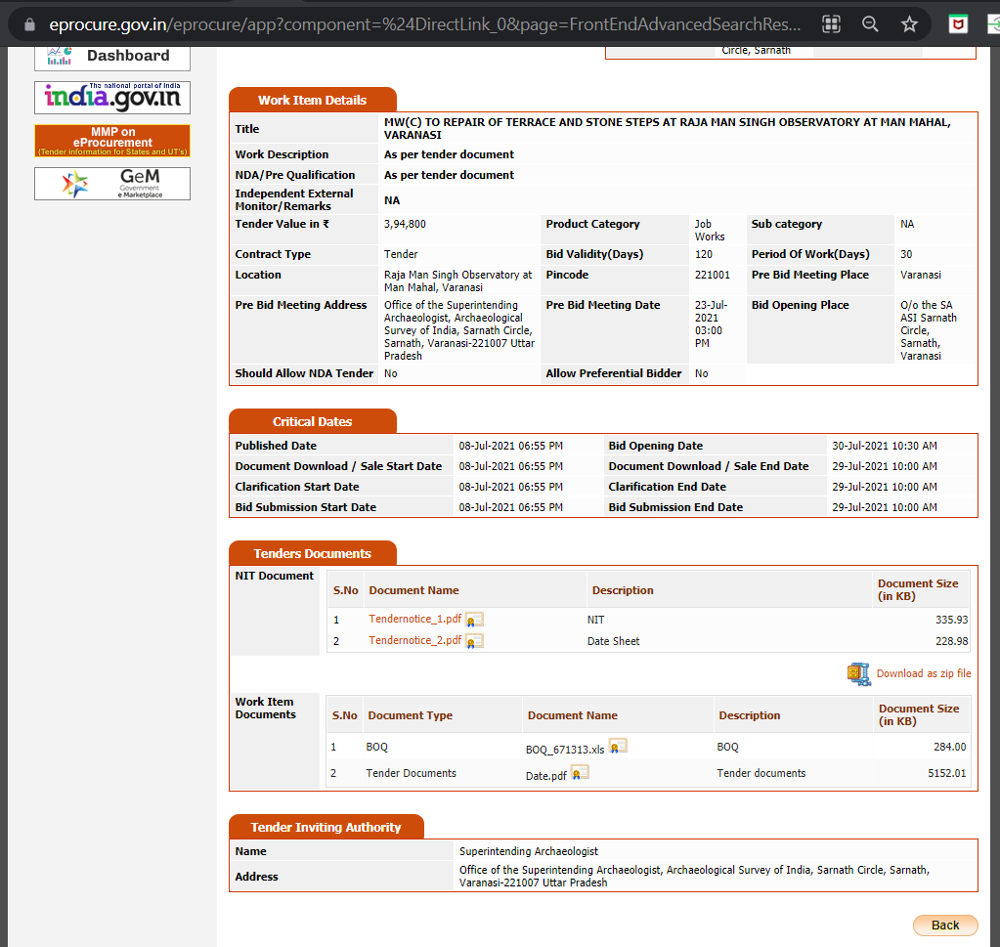 eprocure.gov.in/eprocure/app?component=%24DirectLink_0&page=FrontEndAdvancedSearchRes...
Dashboard
The national portal of India
india.gov.in
MMP on
eProcurement
(Tender information for States and UT's)
GeM
Government
e Marketplace
Circle, Sarnath
Work Item Details
Title MW(C) TO REPAIR OF TERRACE AND STONE STEPS AT RAJA MAN SINGH OBSERVATORY AT MAN MAHAL,
VARANASI
Work Description As per tender document
NDA/Pre Qualification As per tender document
Independent External
Monitor/Remarks NA
Tender Value in ₹ 3,94,800 Product Category Job
Works Sub category NA
Contract Type Tender Bid Validity(Days) 120 Period Of Work(Days) 30
Location Raja Man Singh Observatory at
Man Mahal, Varanasi Pincode 221001 Pre Bid Meeting Place Varanasi
Pre Bid Meeting Address Office of the Superintending
Archaeologist, Archaeological
Survey of India, Sarnath Circle,
Sarnath, Varanasi-221007 Uttar
Pradesh
Pre Bid Meeting Date 23-Jul-
2021
03:00
PM
Bid Opening Place O/o the SA
ASI Sarnath
Circle,
Sarnath,
Varanasi
Should Allow NDA Tender No Allow Preferential Bidder No
Critical Dates
Published Date 08-Jul-2021 06:55 PM Bid Opening Date 30-Jul-2021 10:30 AM
Document Download / Sale Start Date 08-Jul-2021 06:55 PM Document Download / Sale End Date 29-Jul-2021 10:00 AM
Clarification Start Date 08-Jul-2021 06:55 PM Clarification End Date 29-Jul-2021 10:00 AM
Bid Submission Start Date 08-Jul-2021 06:55 PM Bid Submission End Date 29-Jul-2021 10:00 AM
Tenders Documents
NIT Document
S.No Document Name Description Document Size
(in KB)
1 Tendernotice_1.pdf NIT 335.93
2 Tendernotice_2.pdf Date Sheet 228.98
Download as zip file
Work Item
Documents
S.No Document Type Document Name Description Document Size
(in KB)
1 BOQ BOQ_671313.xls BOQ 284.00
2 Tender Documents Date.pdf Tender documents 5152.01
Tender Inviting Authority
Name Superintending Archaeologist
Address Office of the Superintending Archaeologist, Archaeological Survey of India, Sarnath Circle, Sarnath,
Varanasi-221007 Uttar Pradesh
Back